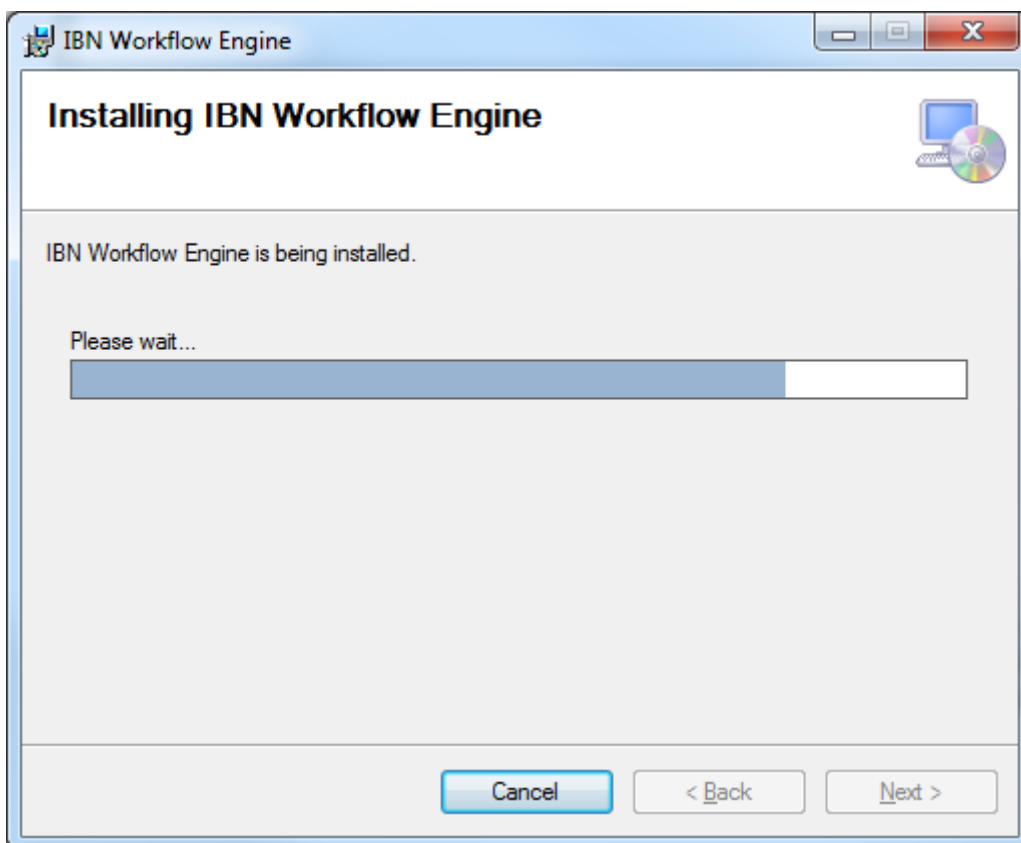 IBN Workflow Engine
Installing IBN Workflow Engine
IBN Workflow Engine is being installed.
Please wait...
Cancel
< Back
Next >